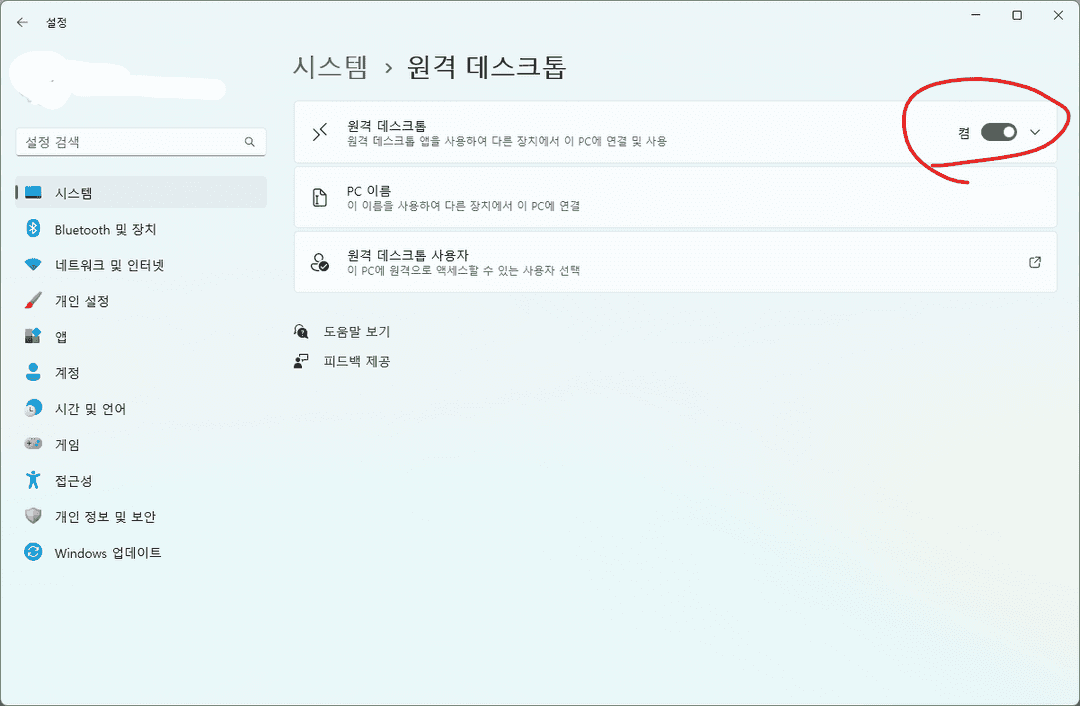 설정
시스템 › 원격 데스크톱
설정 검색
시스템
Bluetooth 및 장치
네트워크 및 인터넷
개인 설정
앱
계정
시간 및 언어
게임
접근성
개인 정보 및 보안
Windows 업데이트
원격 데스크톱
원격 데스크톱 앱을 사용하여 다른 장치에서 이 PC에 연결 및 사용
켬
PC 이름
이 이름을 사용하여 다른 장치에서 이 PC에 연결
원격 데스크톱 사용자
이 PC에 원격으로 액세스할 수 있는 사용자 선택
도움말 보기
피드백 제공